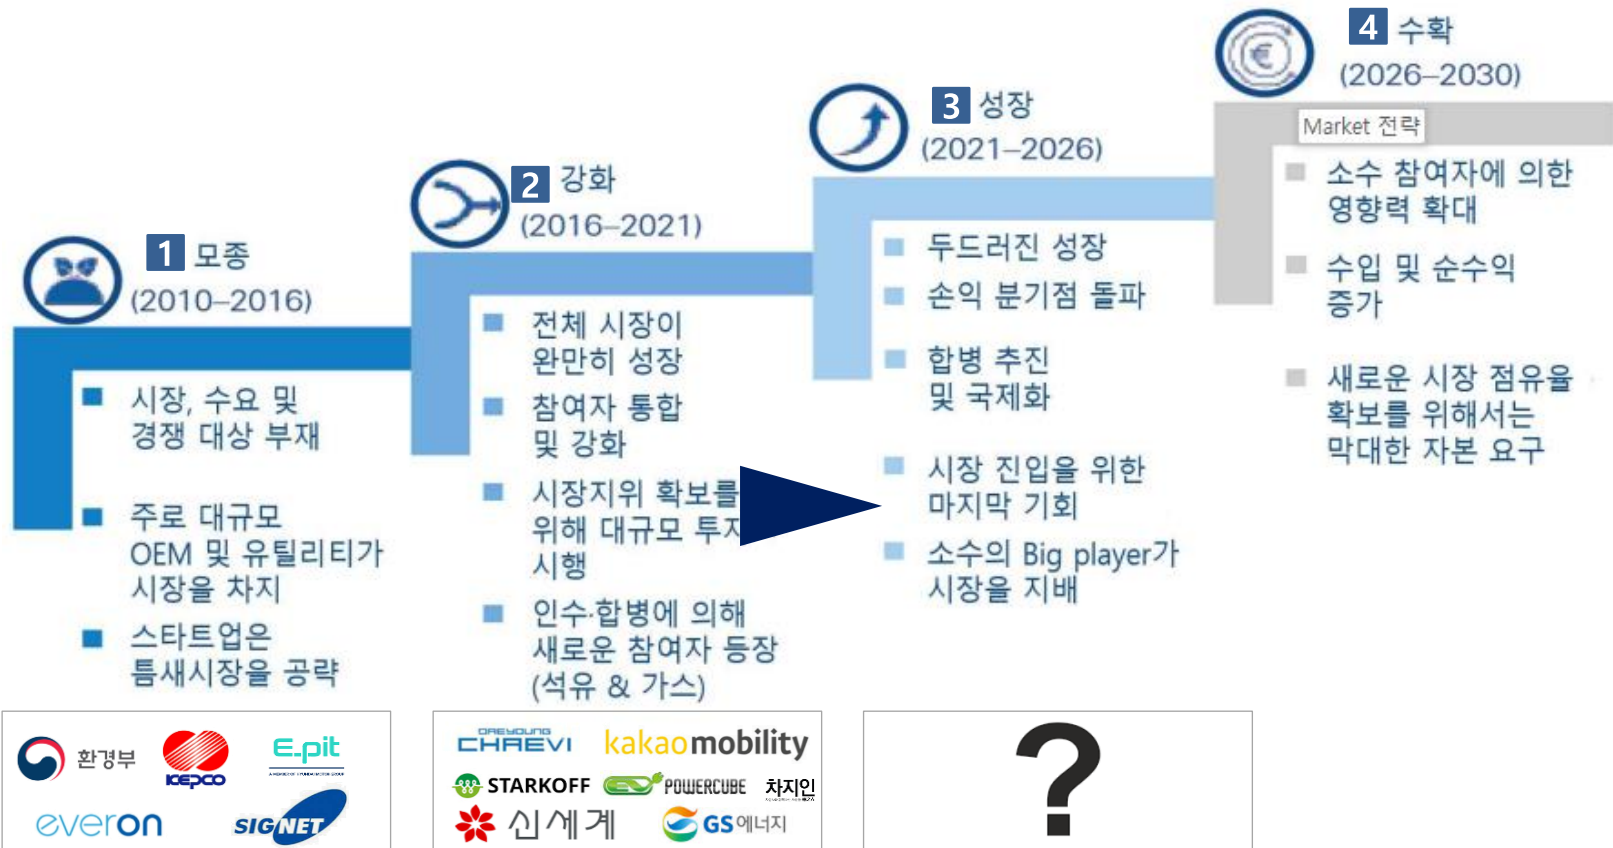 1 모종
(2010–2016)
시장, 수요 및
경쟁 대상 부재
주로 대규모
OEM 및 유틸리티가
시장을 차지
스타트업은
틈새시장을 공략
2 강화
(2016–2021)
전체 시장이
완만히 성장
참여자 통합
및 강화
시장지위 확보를
위해 대규모 투자
시행
인수·합병에 의해
새로운 참여자 등장
(석유 & 가스)
3 성장
(2021–2026)
두드러진 성장
손익 분기점 돌파
합병 추진
및 국제화
시장 진입을 위한
마지막 기회
소수의 Big player가
시장을 지배
4 수확
(2026–2030)
Market 전략
소수 참여자에 의한
영향력 확대
수입 및 순수익
증가
새로운 시장 점유율
확보를 위해서는
막대한 자본 요구
환경부
KEPCO
E.pit
everon
SIGNET
DAEYOUNG
CHAEVI
kakaomobility
STARKOFF
EV POWERCUBE
차지인
신세계
GS에너지
?